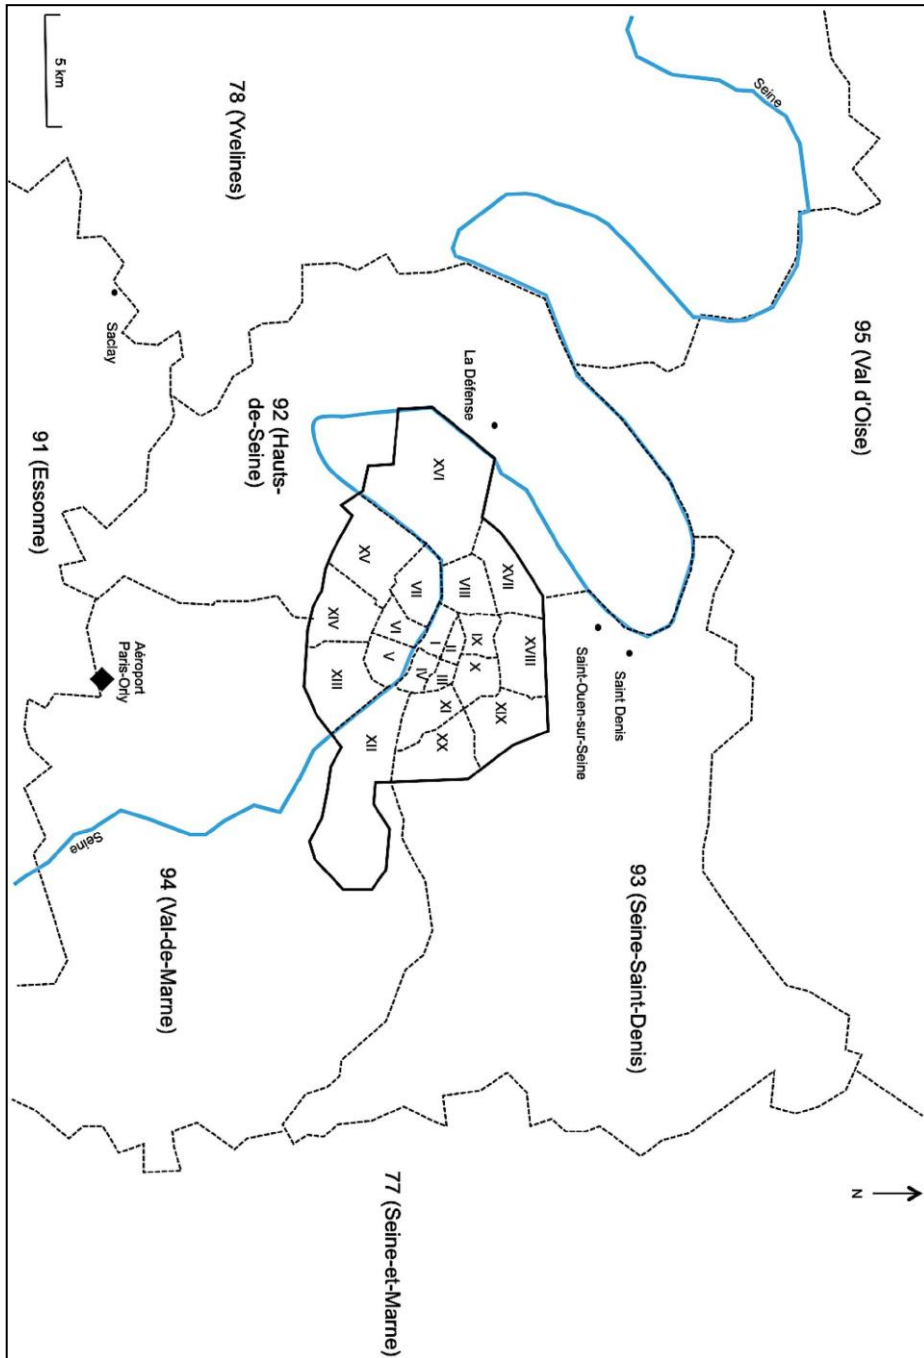 N
95 (Val d'Oise)
Seine
93 (Seine-Saint-Denis)
Saint Denis
Saint-Ouen-sur-Seine
XVIII
XVII
XIX
IX
X
La Défense
VIII
II
III
XI
XX
XVI
I
IV
VII
VI
V
77 (Seine-et-Marne)
XII
XV
XIV
XIII
92 (Hauts-
de-Seine)
78 (Yvelines)
94 (Val-de-Marne)
Aéroport
Paris-Orly
Saclay
Seine
5 km
91 (Essonne)